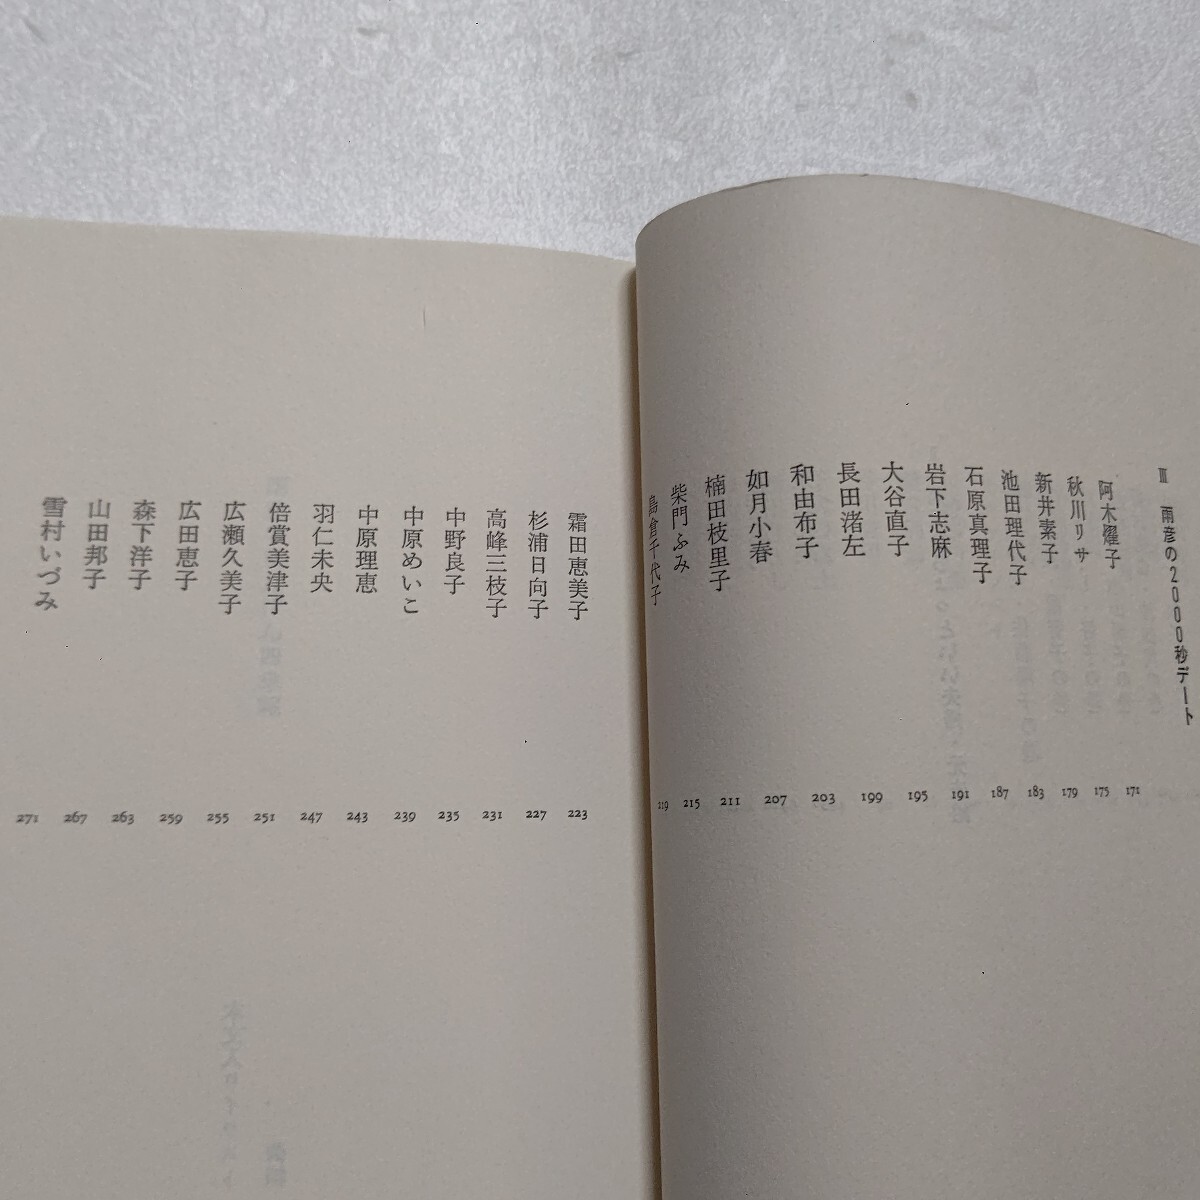 III 雨彦の2000秒デート
阿木燿子 171
秋川リサ 175
新井素子 179
池田理代子 183
石原真理子 187
岩下志麻 191
大谷直子 195
長田渚左 199
和由布子 203
如月小春 207
楠田枝里子 211
柴門ふみ 215
島倉千代子 219
霜田恵美子 223
杉浦日向子 227
高峰三枝子 231
中野良子 235
中原めいこ 239
中原理恵 243
羽仁未央 247
倍賞美津子 251
広瀬久美子 255
広田恵子 259
森下洋子 263
山田邦子 267
雪村いづみ 271